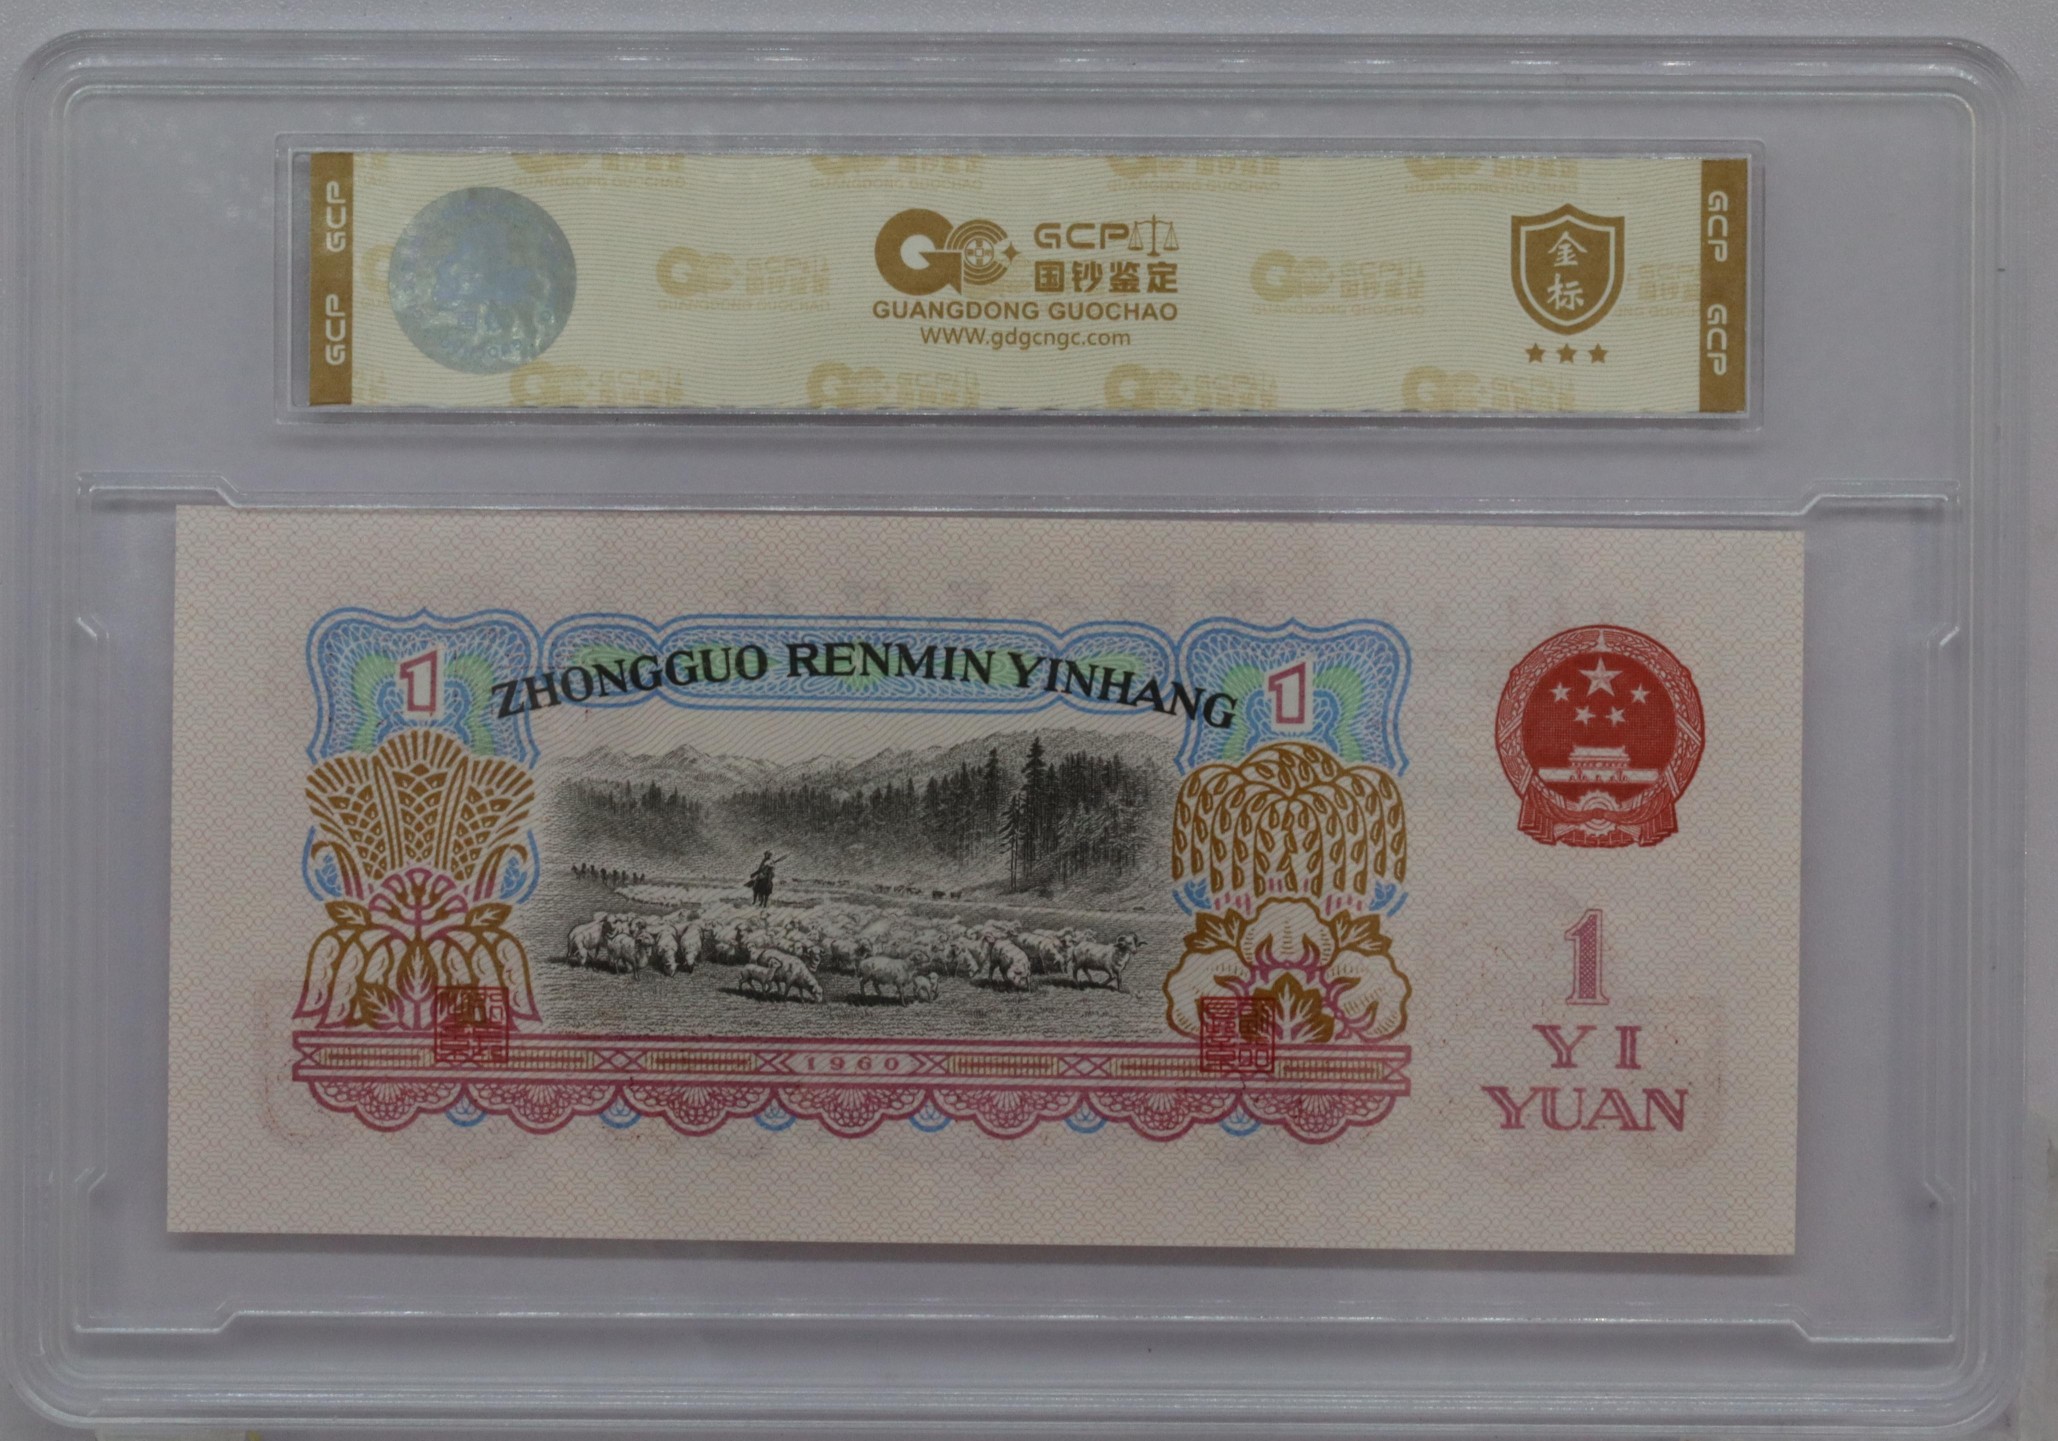 GCP GCP
GCP
国钞鉴定
GUANGDONG GUOCHAO
WWW.gdgcngc.com
金
标
GCP GCP
ZHONGGUO RENMIN YINHANG
1
1
1960
1
YI
YUAN